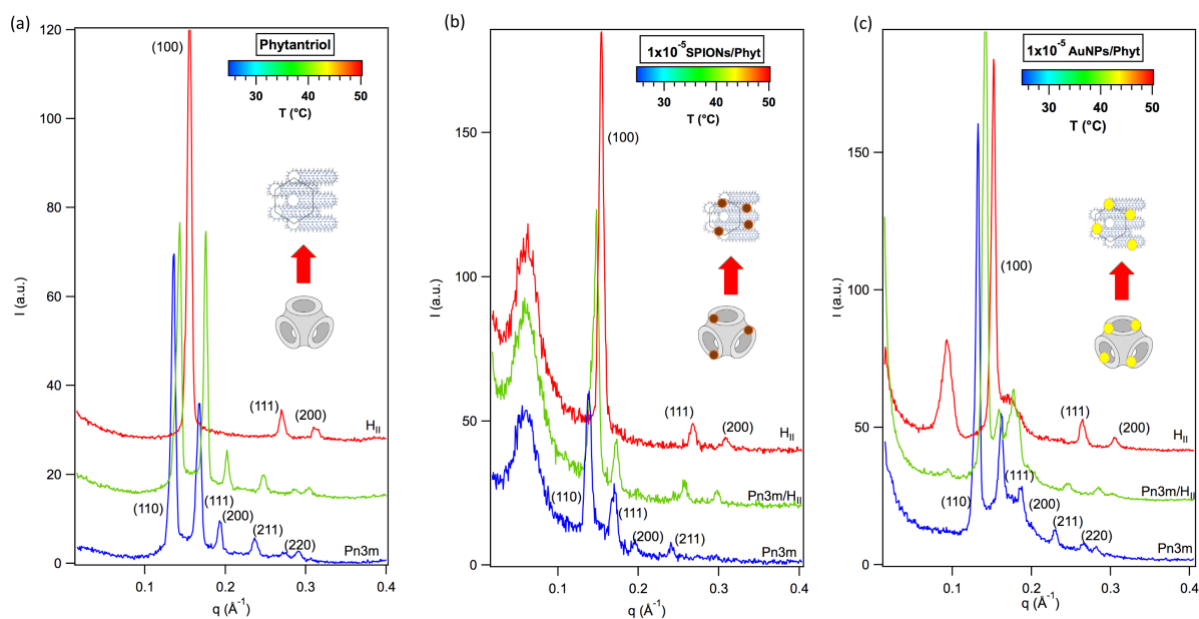 (a)
120
100
80
60
40
20
0
I (a.u.)
Phytantriol
30 40 50
T (°C)
(100)
(111)
(200)
H_II
(110)
(111)
(200)
(211)
(220)
Pn3m
0.1 0.2 0.3 0.4
q (Å⁻¹)
(b)
150
100
50
0
I (a.u.)
1x10⁻⁵ SPIONs/Phyt
30 40 50
T (°C)
(100)
(111)
(200)
H_II
Pn3m/H_II
(110)
(111)
(200)
(211)
Pn3m
0.1 0.2 0.3 0.4
q (Å⁻¹)
(c)
150
100
50
0
I (a.u.)
1x10⁻⁵ AuNPs/Phyt
30 40 50
T (°C)
(100)
(111)
(200)
H_II
Pn3m/H_II
(110)
(111)
(200)
(211)
(220)
Pn3m
0.1 0.2 0.3 0.4
q (Å⁻¹)